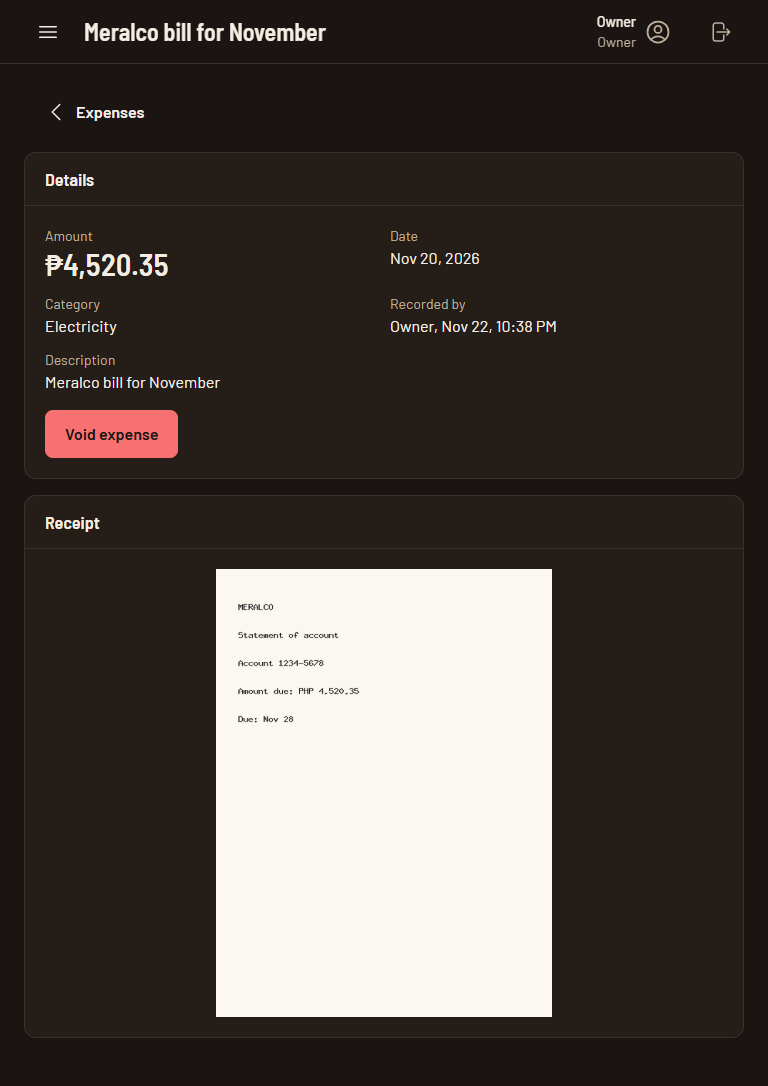 Meralco bill for November
Owner
Owner
Expenses
Details
Amount
₱4,520.35
Date
Nov 20, 2026
Category
Electricity
Recorded by
Owner, Nov 22, 10:38 PM
Description
Meralco bill for November
Void expense
Receipt
MERALCO
Statement of account
Account 1234-5678
Amount due: PHP 4,520.35
Due: Nov 28